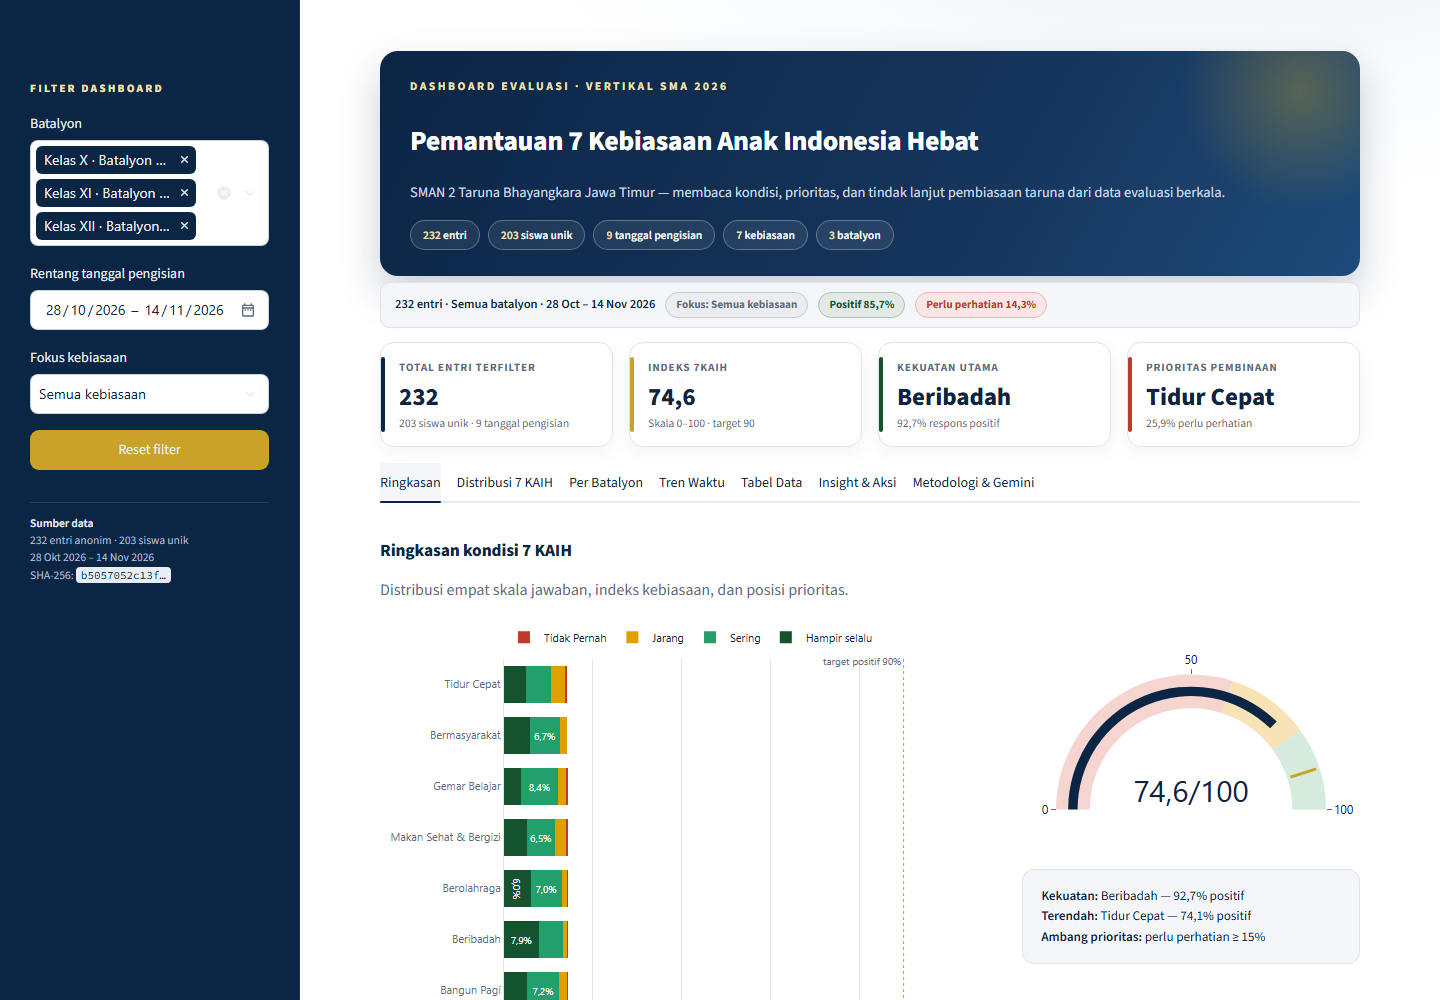 FILTER DASHBOARD
Batalyon
Kelas X · Batalyon ... ×
Kelas XI · Batalyon ... ×
Kelas XII · Batalyon... ×
Rentang tanggal pengisian
28/10/2026 – 14/11/2026
Fokus kebiasaan
Semua kebiasaan
Reset filter
Sumber data
232 entri anonim · 203 siswa unik
28 Okt 2026 – 14 Nov 2026
SHA-256: b5057052c13f…
DASHBOARD EVALUASI · VERTIKAL SMA 2026
Pemantauan 7 Kebiasaan Anak Indonesia Hebat
SMAN 2 Taruna Bhayangkara Jawa Timur — membaca kondisi, prioritas, dan tindak lanjut pembiasaan taruna dari data evaluasi berkala.
232 entri 203 siswa unik 9 tanggal pengisian 7 kebiasaan 3 batalyon
232 entri · Semua batalyon · 28 Oct – 14 Nov 2026 Fokus: Semua kebiasaan Positif 85,7% Perlu perhatian 14,3%
TOTAL ENTRI TERFILTER
232
203 siswa unik · 9 tanggal pengisian
INDEKS 7KAIH
74,6
Skala 0–100 · target 90
KEKUATAN UTAMA
Beribadah
92,7% respons positif
PRIORITAS PEMBINAAN
Tidur Cepat
25,9% perlu perhatian
Ringkasan Distribusi 7 KAIH Per Batalyon Tren Waktu Tabel Data Insight & Aksi Metodologi & Gemini
Ringkasan kondisi 7 KAIH
Distribusi empat skala jawaban, indeks kebiasaan, dan posisi prioritas.
Tidak Pernah Jarang Sering Hampir selalu
target positif 90%
Tidur Cepat
Bermasyarakat 6,7%
Gemar Belajar 8,4%
Makan Sehat & Bergizi 6,5%
Berolahraga 6,0% 7,0%
Beribadah 7,9%
Bangun Pagi 7,2%
50
0
100
74,6/100
Kekuatan: Beribadah — 92,7% positif
Terendah: Tidur Cepat — 74,1% positif
Ambang prioritas: perlu perhatian ≥ 15%